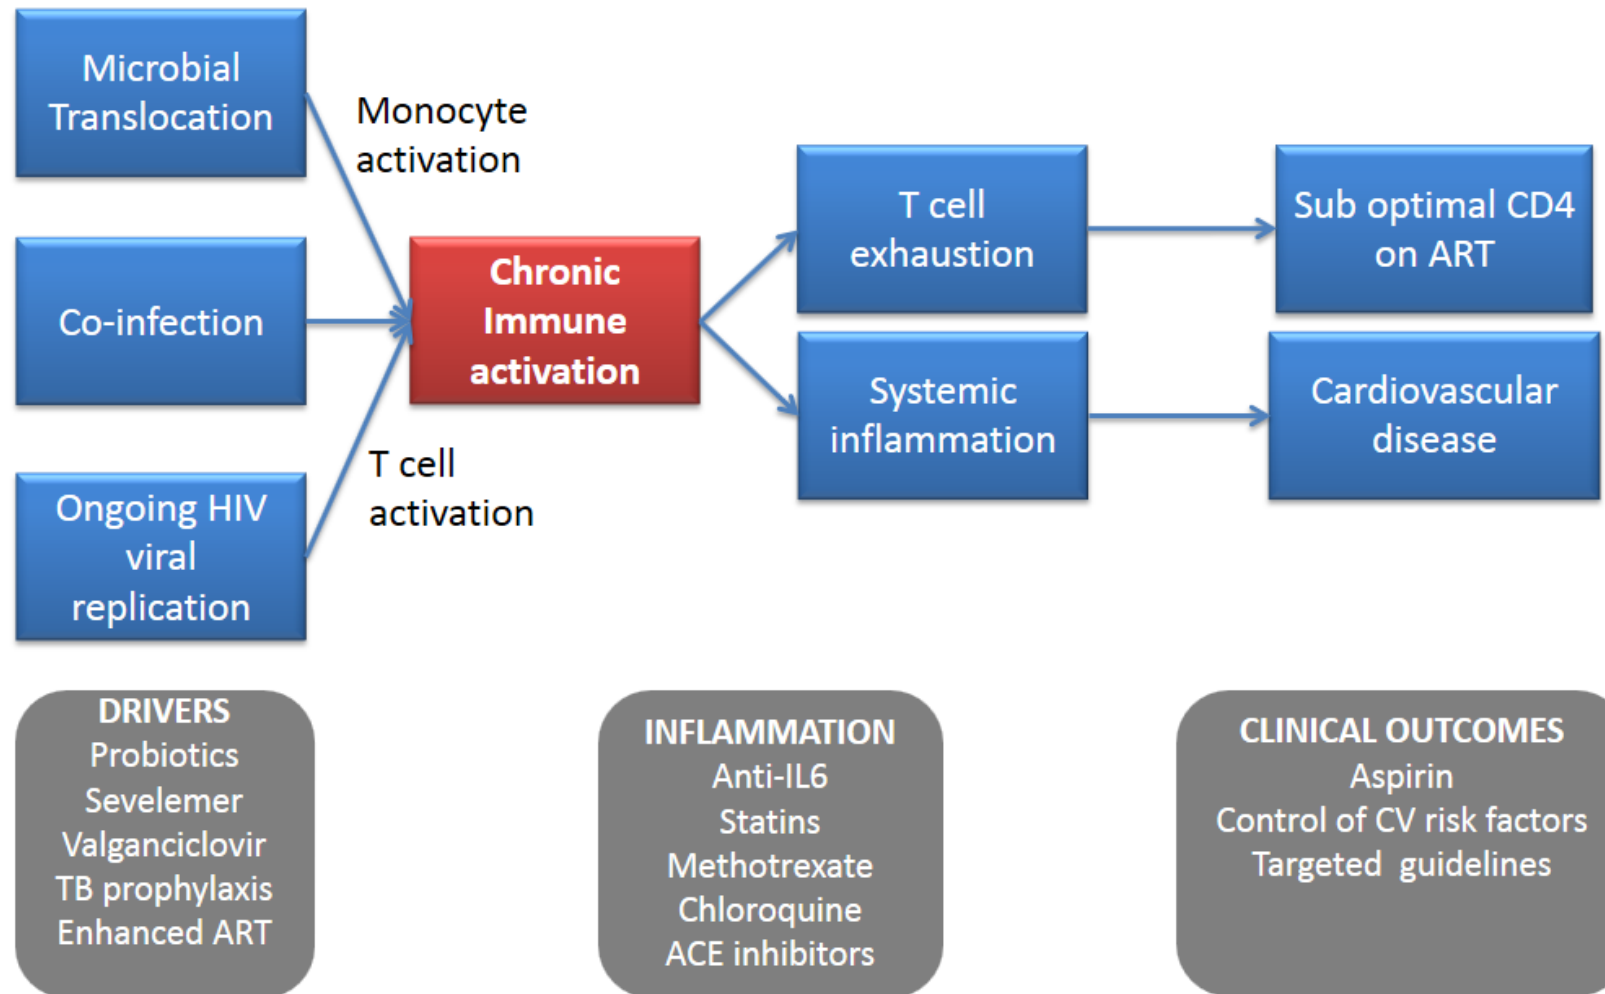 Microbial
Translocation
Monocyte
activation
Co-infection
Chronic
Immune
activation
T cell
exhaustion
Sub optimal CD4
on ART
Systemic
inflammation
Cardiovascular
disease
Ongoing HIV
viral
replication
T cell
activation
DRIVERS
Probiotics
Sevelemer
Valganciclovir
TB prophylaxis
Enhanced ART
INFLAMMATION
Anti-IL6
Statins
Methotrexate
Chloroquine
ACE inhibitors
CLINICAL OUTCOMES
Aspirin
Control of CV risk factors
Targeted guidelines